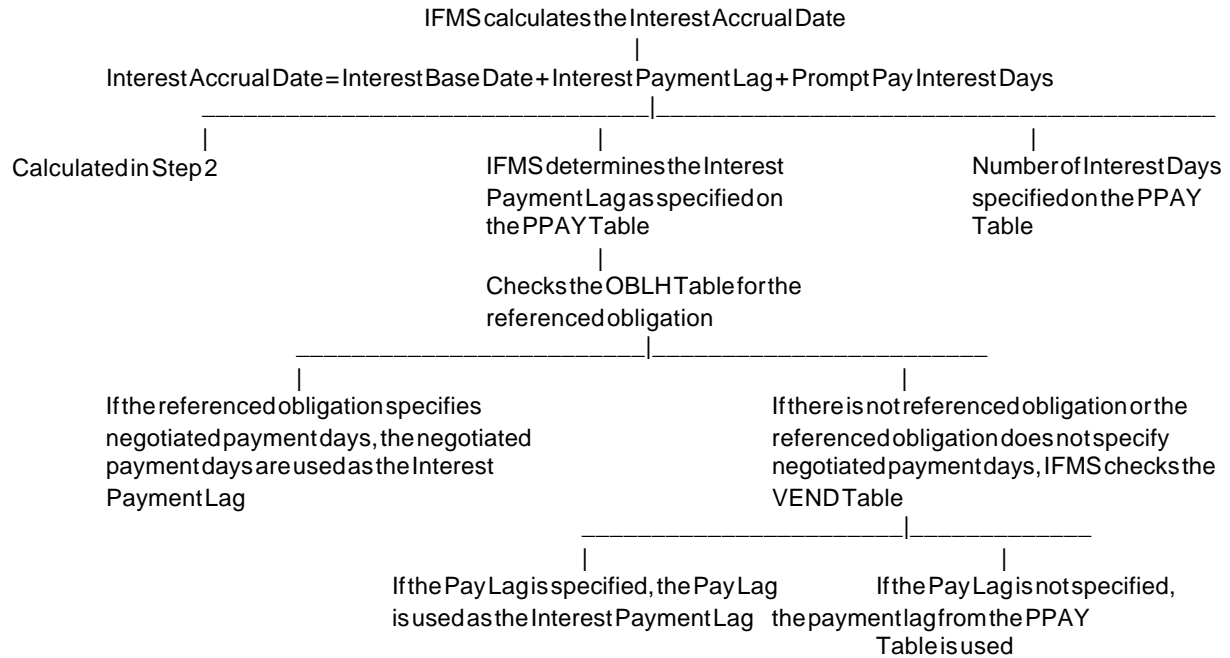 IFMS calculates the Interest Accrual Date
Interest Accrual Date = Interest Base Date + Interest Payment Lag + Prompt Pay Interest Days
Calculated in Step 2
IFMS determines the Interest
Payment Lag as specified on
the PPAY Table
Number of Interest Days
specified on the PPAY
Table
Checks the OBLH Table for the
referenced obligation
If the referenced obligation specifies
negotiated payment days, the negotiated
payment days are used as the Interest
Payment Lag
If there is not referenced obligation or the
referenced obligation does not specify
negotiated payment days, IFMS checks the
VEND Table
If the Pay Lag is specified, the Pay Lag
is used as the Interest Payment Lag
If the Pay Lag is not specified,
the payment lag from the PPAY
Table is used